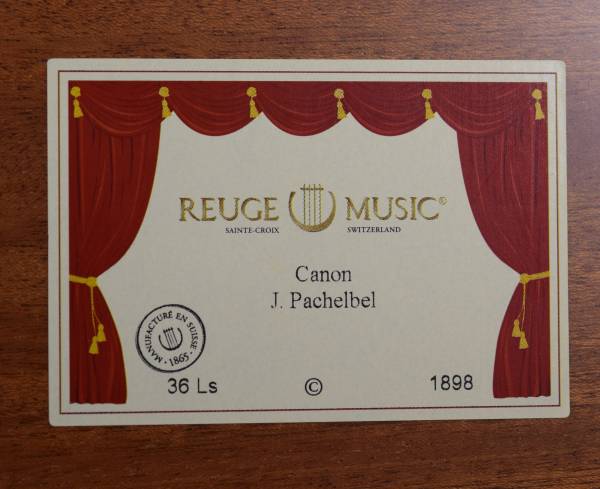 REUGE MUSIC®
SAINTE-CROIX SWITZERLAND
Canon
J. Pachelbel
MANUFACTURÉ EN SUISSE
· 1865 ·
36 Ls © 1898